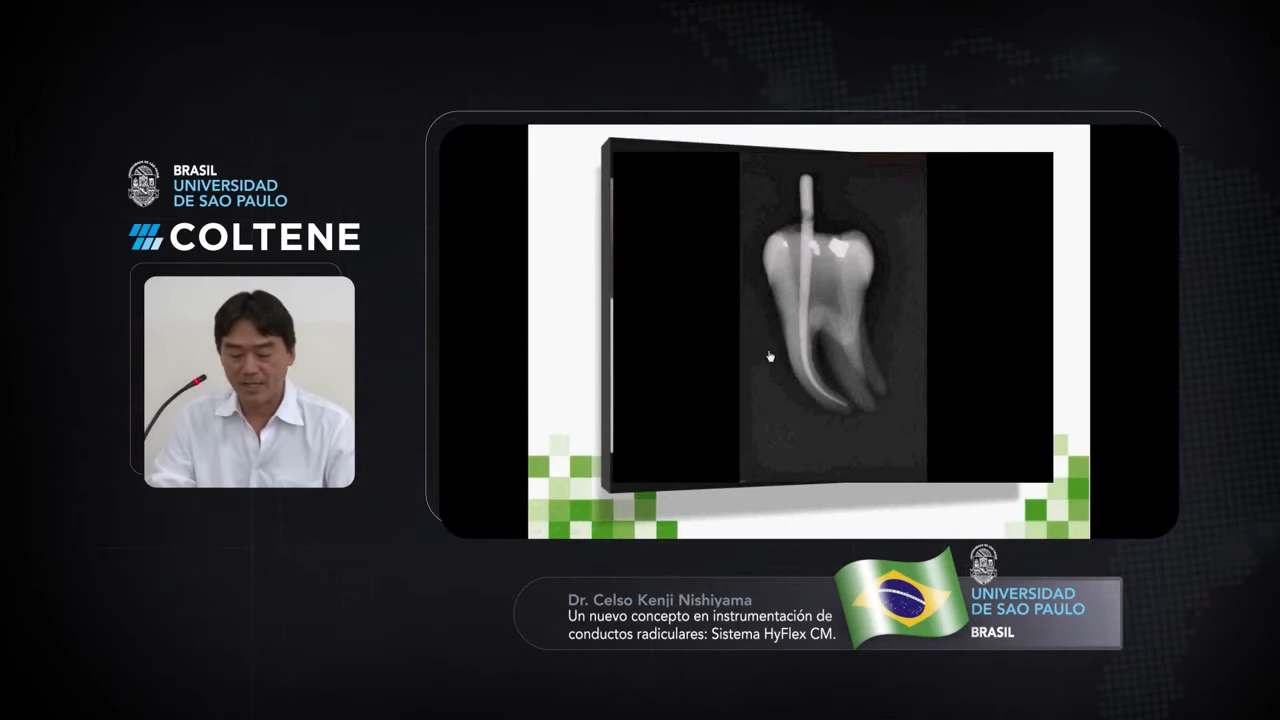 BRASIL
UNIVERSIDAD
DE SAO PAULO
COLTENE
Dr. Celso Kenji Nishiyama
Un nuevo concepto en instrumentación de
conductos radiculares: Sistema HyFlex CM.
UNIVERSIDAD
DE SAO PAULO
BRASIL